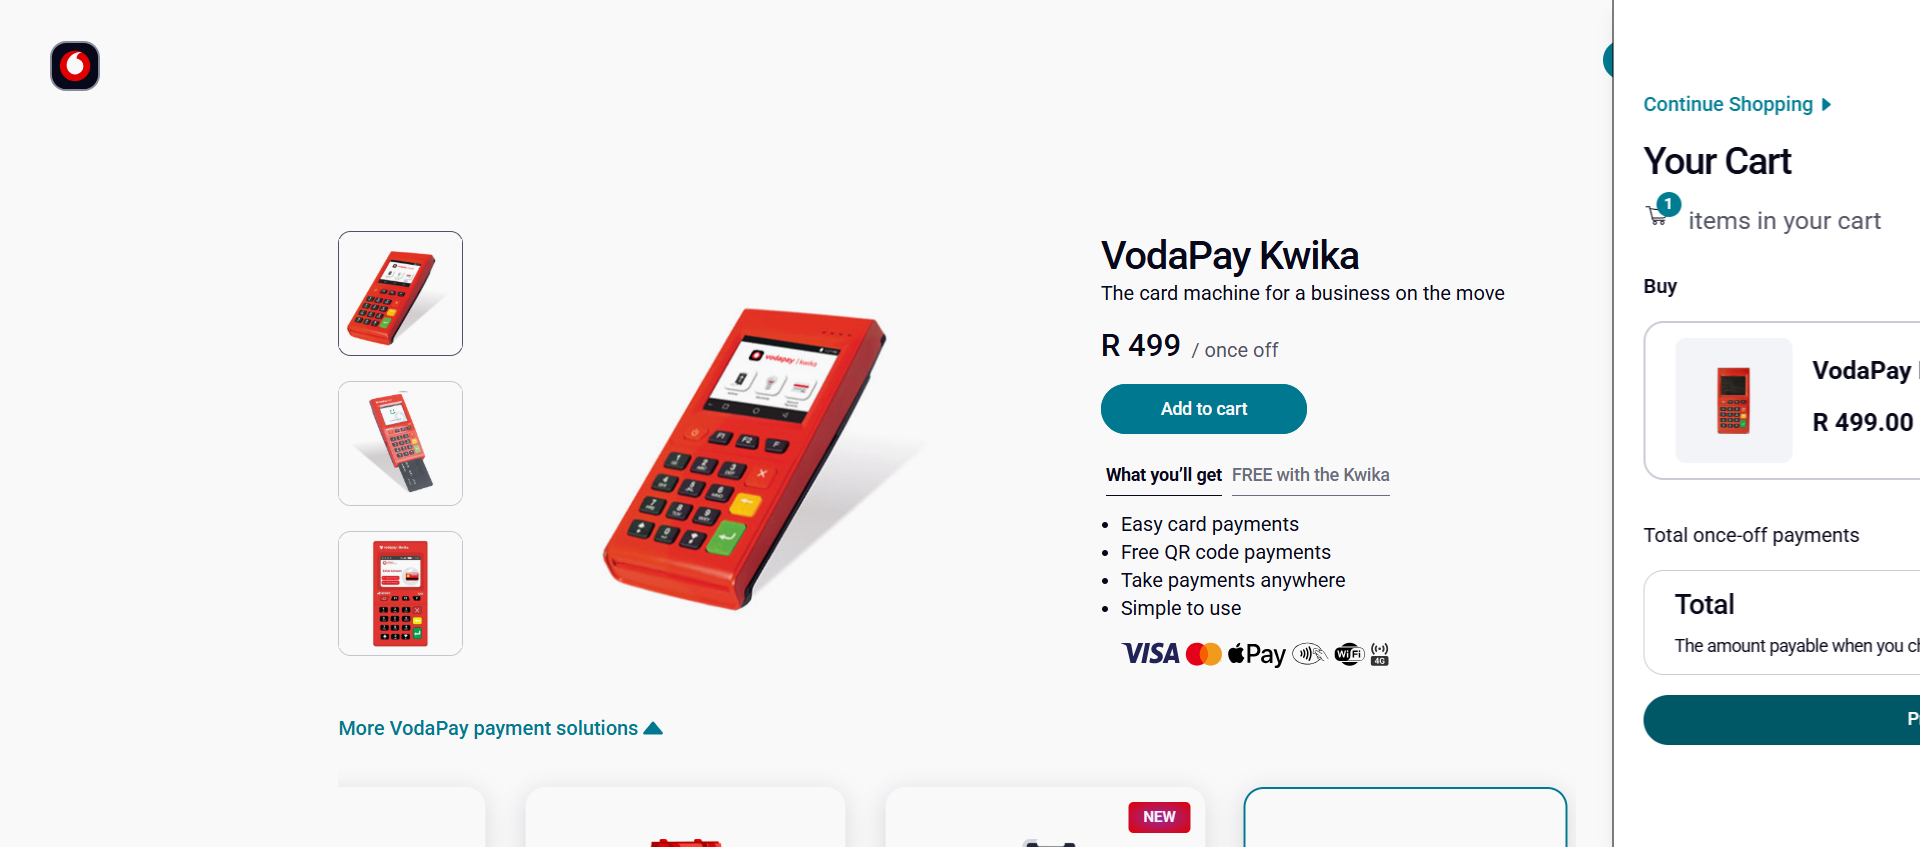 VodaPay Kwika
The card machine for a business on the move
R 499 / once off
Add to cart
What you'll get FREE with the Kwika
• Easy card payments
• Free QR code payments
• Take payments anywhere
• Simple to use
VISA Pay WiFi 4G
More VodaPay payment solutions
NEW
Continue Shopping
Your Cart
1
items in your cart
Buy
VodaPay
R 499.00
Total once-off payments
Total
The amount payable when you